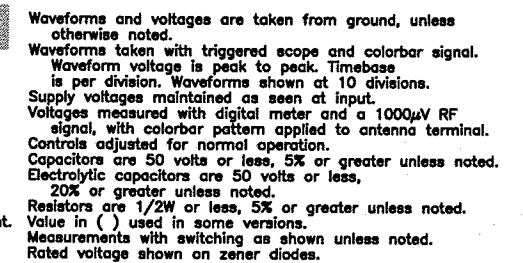 Waveforms and voltages are taken from ground, unless
otherwise noted.
Waveforms taken with triggered scope and colorbar signal.
Waveform voltage is peak to peak. Timebase
is per division. Waveforms shown at 10 divisions.
Supply voltages maintained as seen at input.
Voltages measured with digital meter and a 1000µV RF
signal, with colorbar pattern applied to antenna terminal.
Controls adjusted for normal operation.
Capacitors are 50 volts or less, 5% or greater unless noted.
Electrolytic capacitors are 50 volts or less,
20% or greater unless noted.
Resistors are 1/2W or less, 5% or greater unless noted.
nt. Value in ( ) used in some versions.
Measurements with switching as shown unless noted.
Rated voltage shown on zener diodes.